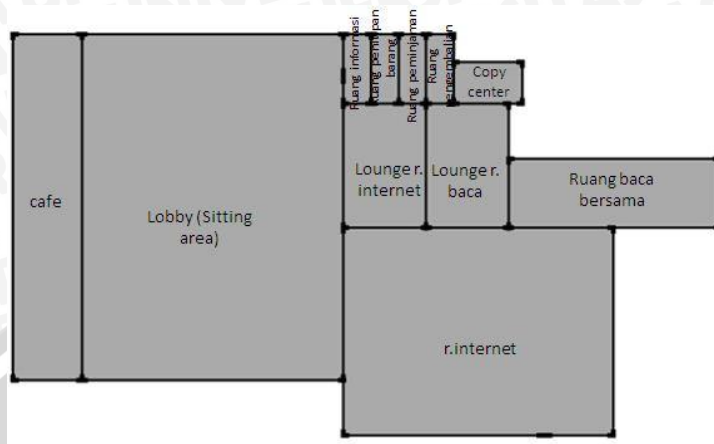 cafe
Lobby (Sitting
area)
Ruang informasi
Ruang penitipan
barang
Ruang peminjaman
Ruang
pengembalian
Copy
center
Lounge r.
internet
Lounge r.
baca
Ruang baca
bersama
r.internet